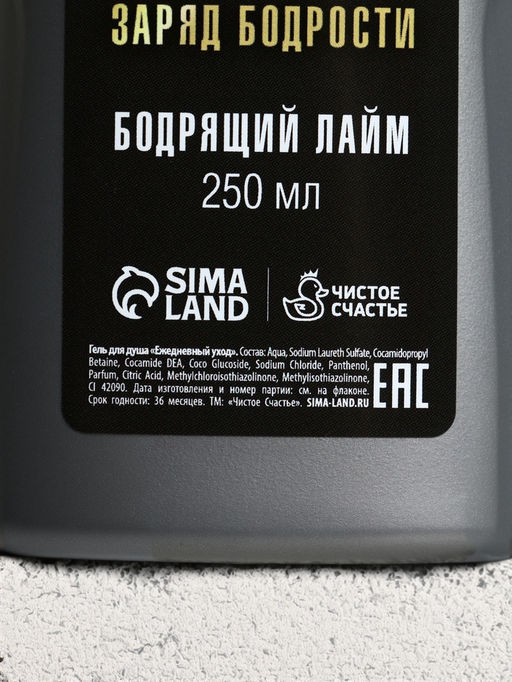 ЗАРЯД БОДРОСТИ
БОДРЯЩИЙ ЛАЙМ
250 МЛ
SIMA
LAND
ЧИСТОЕ
СЧАСТЬЕ
Гель для душа «Ежедневный уход». Состав: Aqua, Sodium Laureth Sulfate, Cocamidopropyl
Betaine, Cocamide DEA, Coco Glucoside, Sodium Chloride, Panthenol,
Parfum, Citric Acid, Methylchloroisothiazolinone, Methylisothiazolinone,
CI 42090. Дата изготовления и номер партии: см. на флаконе.
Срок годности: 36 месяцев. ТМ: «Чистое Счастье». SIMA-LAND.RU
EAC